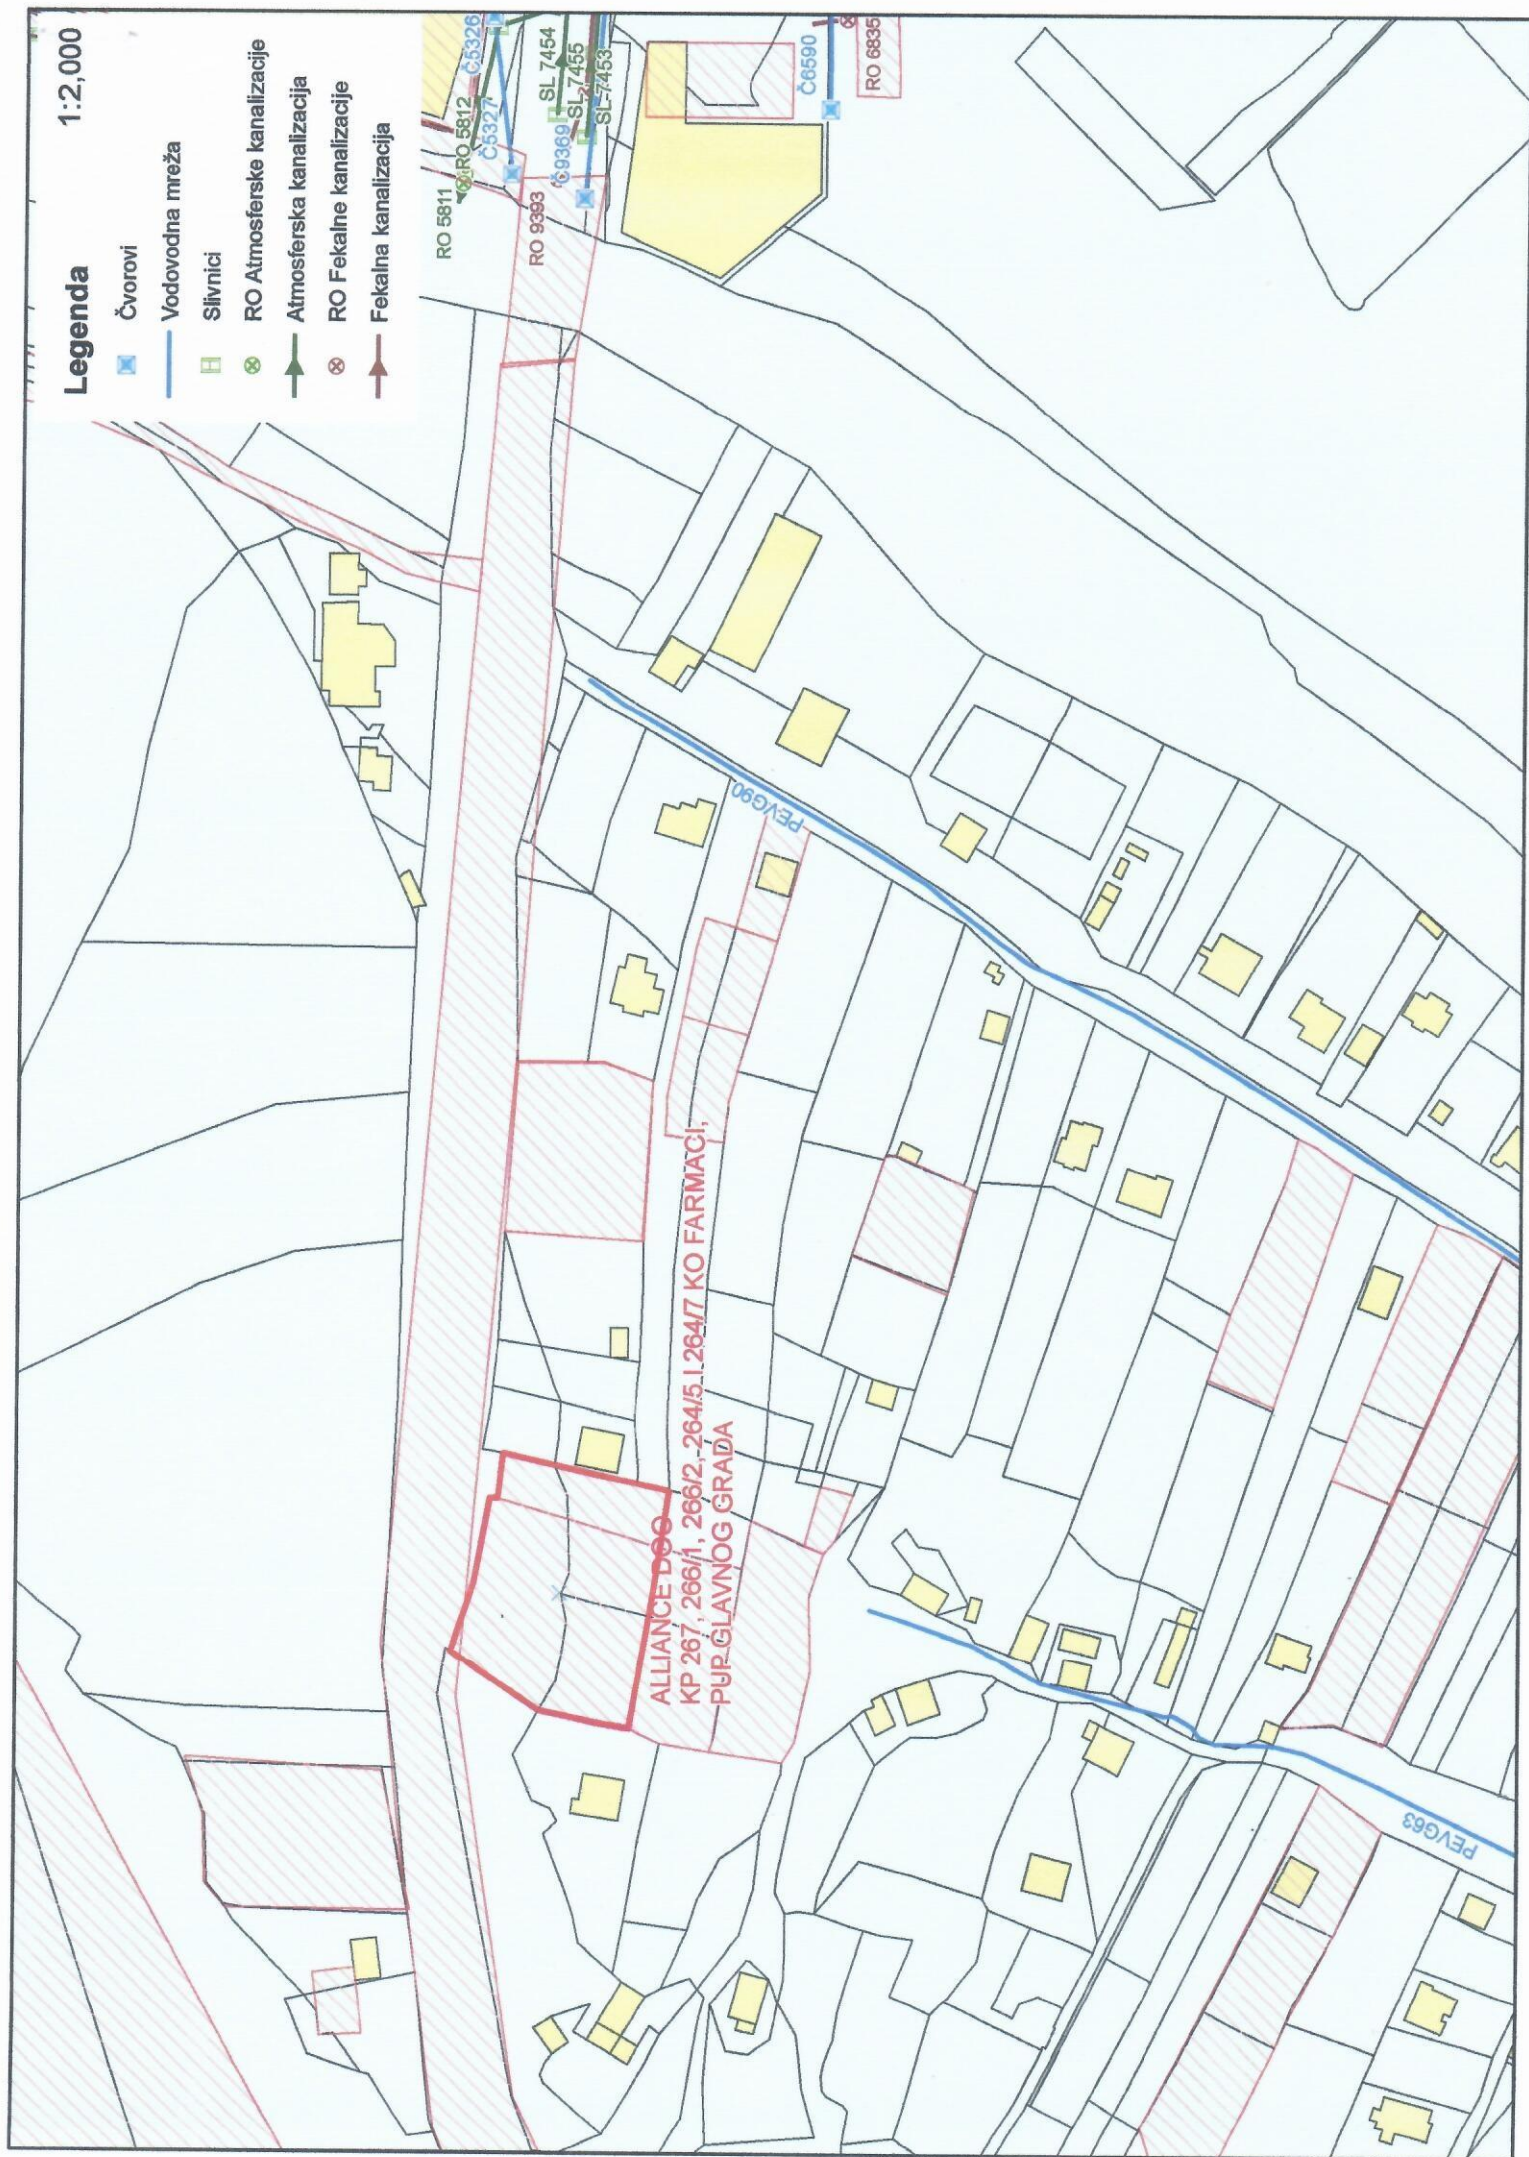 1:2,000
Legenda
Čvorovi
Vodovodna mreža
Slivnici
RO Atmosferske kanalizacije
Atmosferska kanalizacija
RO Fekalne kanalizacije
Fekalna kanalizacija
RO 5811
RO 5812
Č5327
Č5326
RO 9393
Č9369
SL 7454
SL 7455
SL 7453
Č6590
RO 6835
PEVG90
ALLIANCE DOO
KP 267, 266/1, 266/2, 264/5 I 264/7 KO FARMACI,
PUP GLAVNOG GRADA
PEVG63